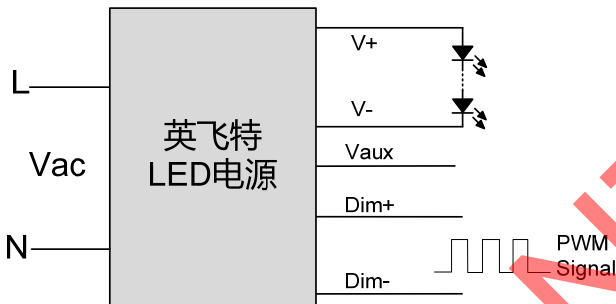 V+
L
V-
英飞特
LED电源
Vac
Vaux
Dim+
N
PWM
Signal
Dim-